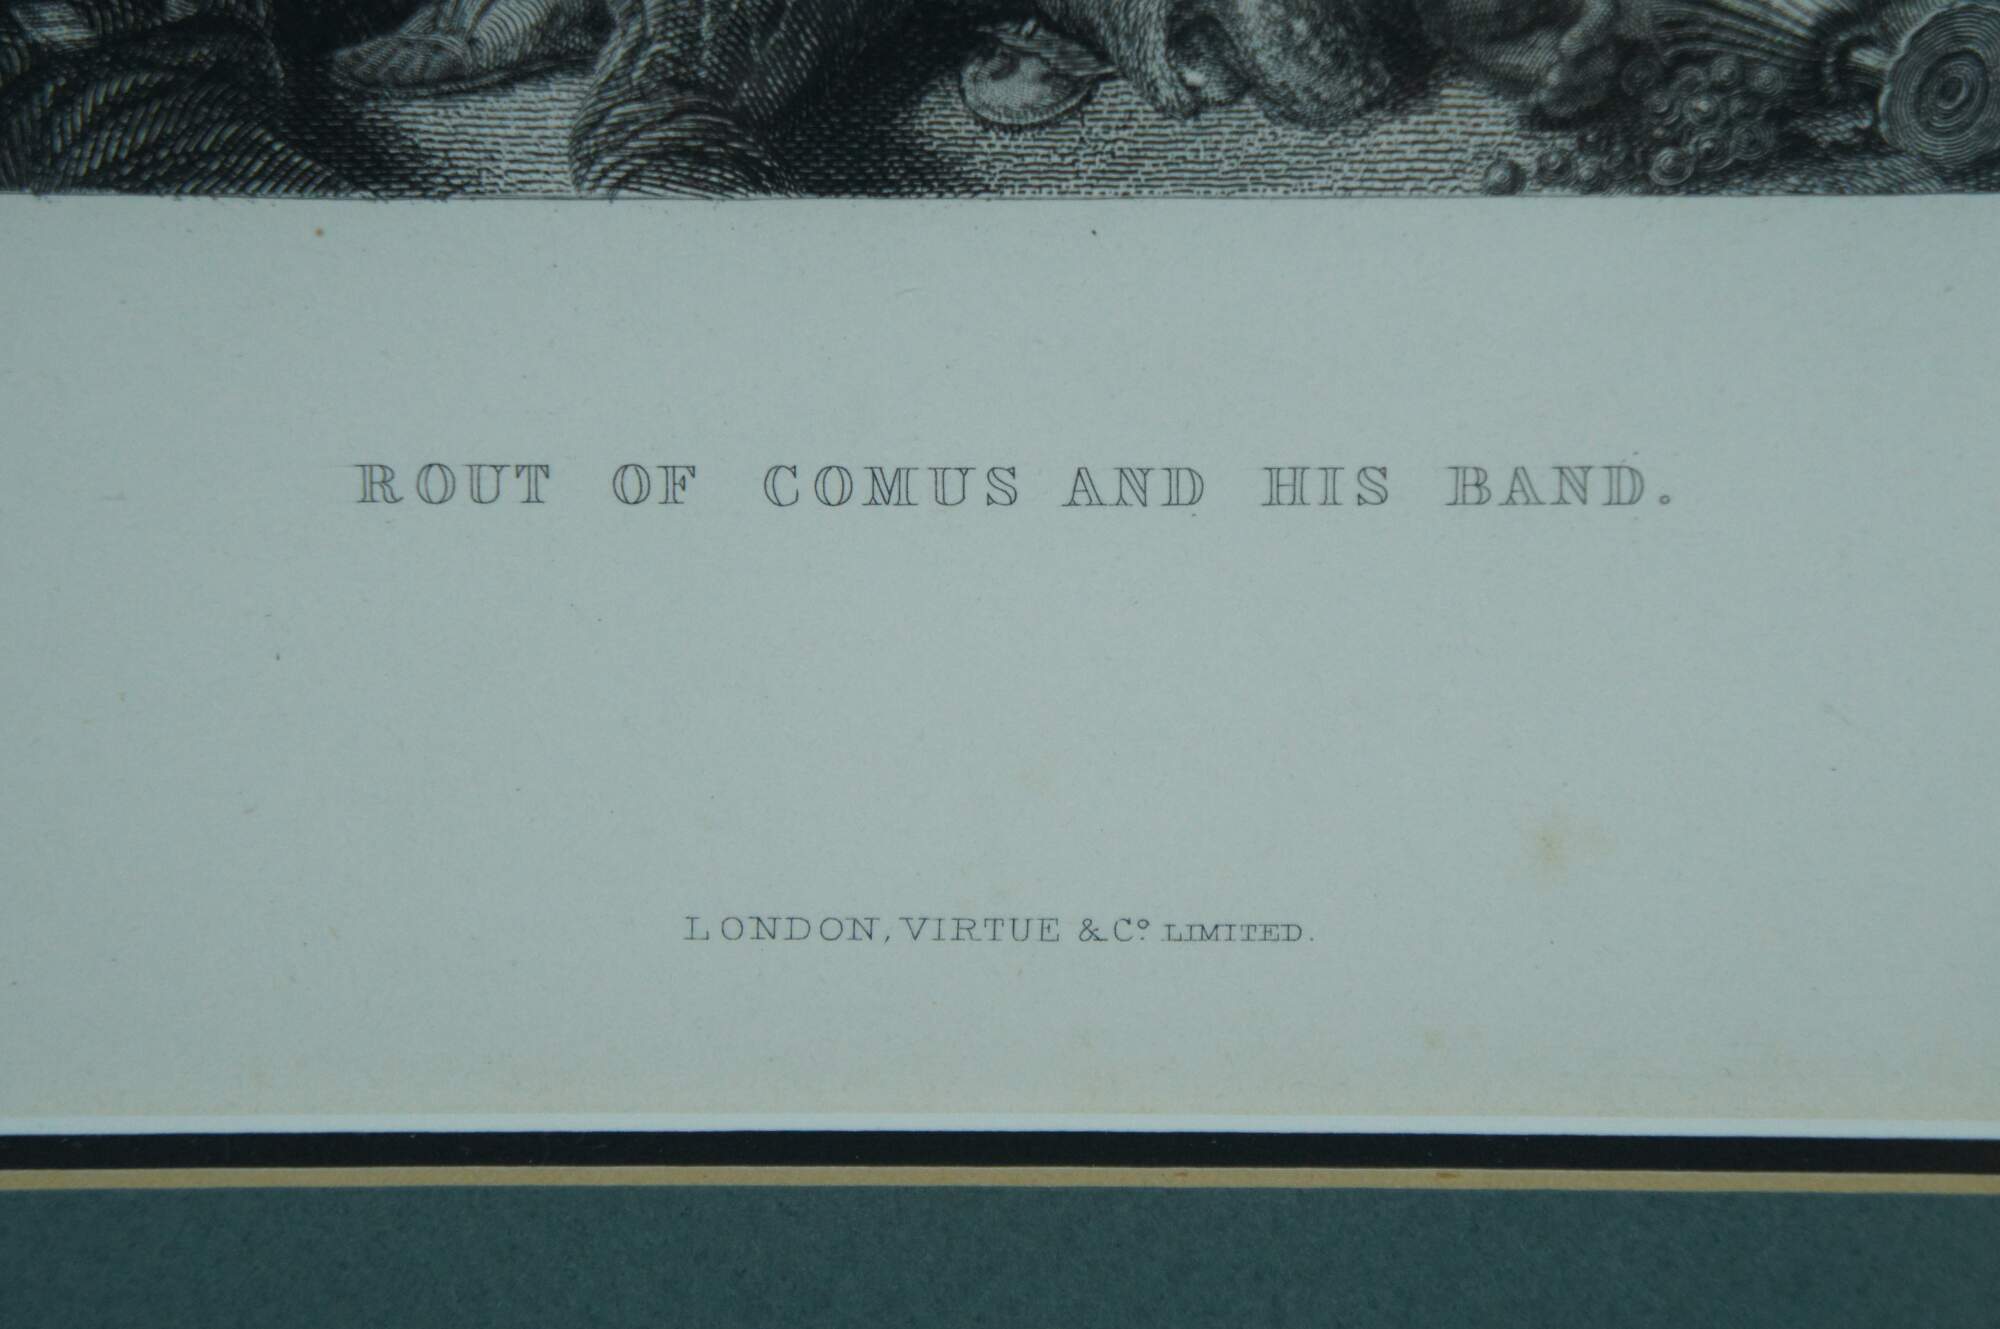 ROUT OF COMUS AND HIS BAND.
LONDON, VIRTUE & Cº LIMITED.